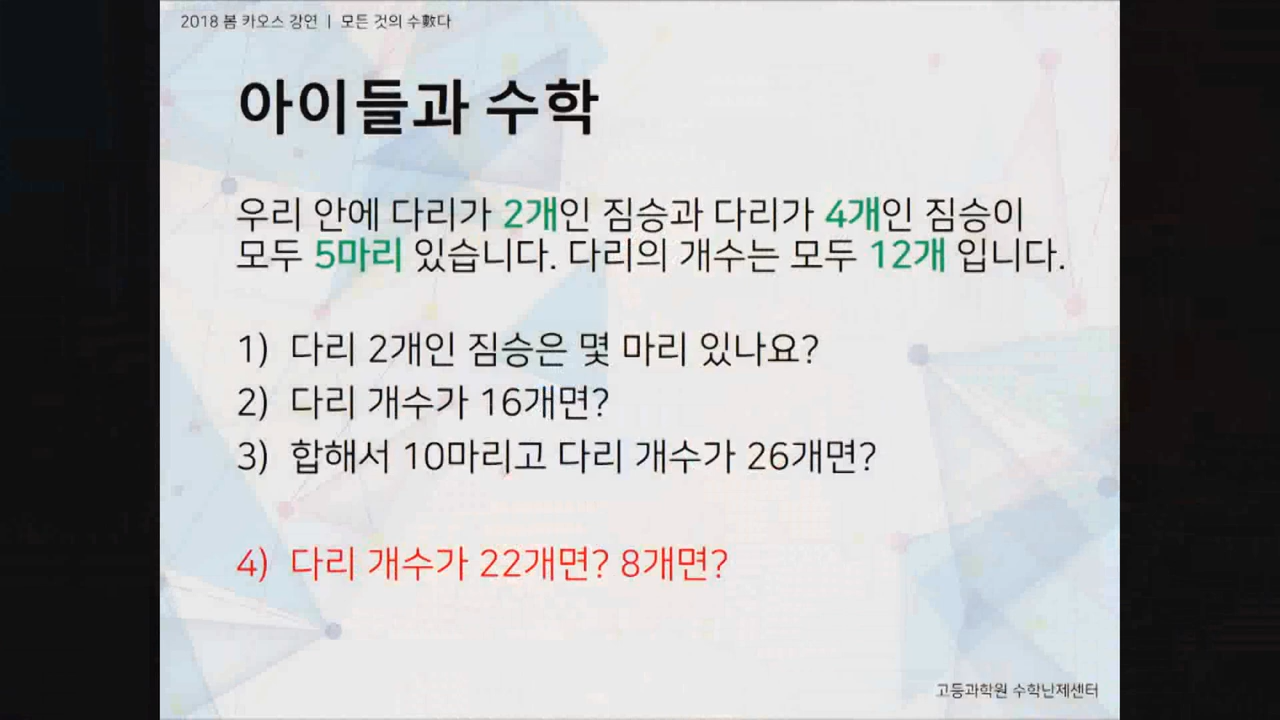 2018 봄 카오스 강연 | 모든 것의 수數다
아이들과 수학
우리 안에 다리가 2개인 짐승과 다리가 4개인 짐승이
모두 5마리 있습니다. 다리의 개수는 모두 12개 입니다.
1) 다리 2개인 짐승은 몇 마리 있나요?
2) 다리 개수가 16개면?
3) 합해서 10마리고 다리 개수가 26개면?
4) 다리 개수가 22개면? 8개면?
고등과학원 수학난제센터